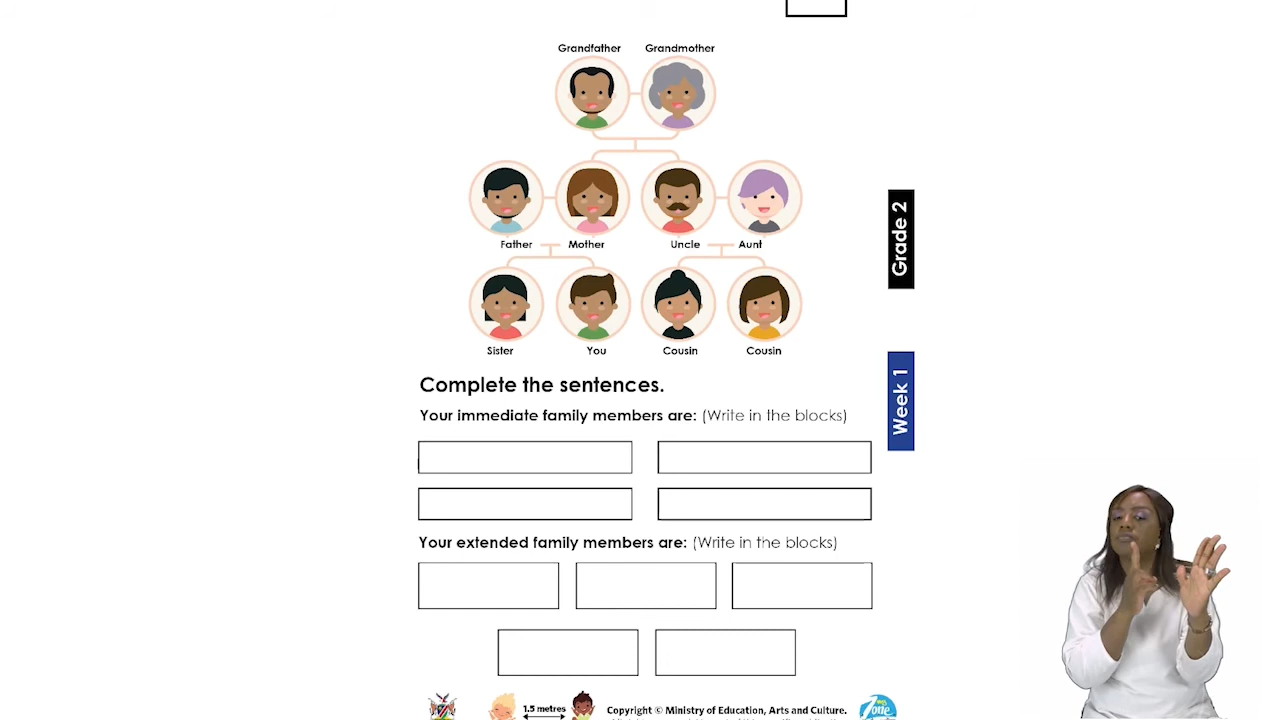 Grandfather Grandmother
Father Mother Uncle Aunt
Sister You Cousin Cousin
Grade 2
Week 1
Complete the sentences.
Your immediate family members are: (Write in the blocks)
Your extended family members are: (Write in the blocks)
1.5 metres
Copyright © Ministry of Education, Arts and Culture.
Zone